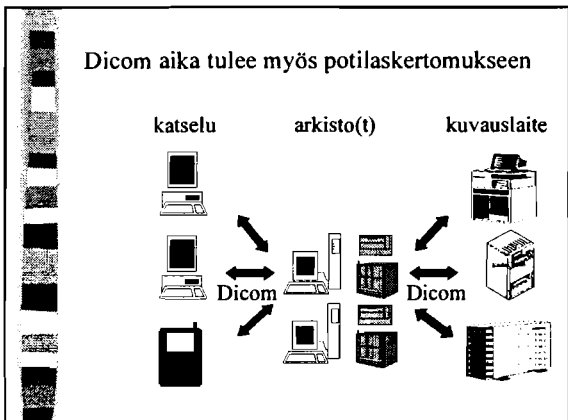 Dicom aika tulee myös potilaskertomukseen
katselu arkisto(t) kuvauslaite
Dicom Dicom